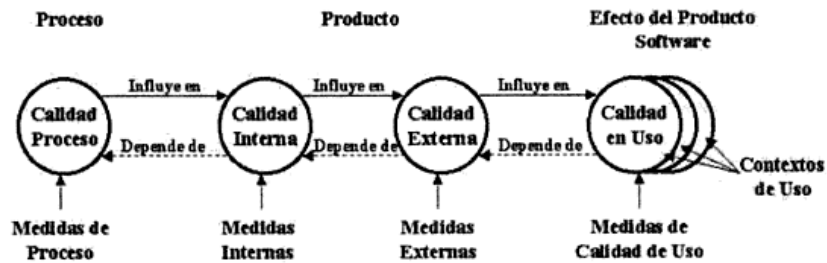 Proceso
Producto
Efecto del Producto
Software
Influye en
Influye en
Influye en
Calidad
Proceso
Calidad
Interna
Calidad
Externa
Calidad
en Uso
Depende de
Depende de
Depende de
Contextos
de Uso
Medidas de
Proceso
Medidas
Internas
Medidas
Externas
Medidas de
Calidad de Uso